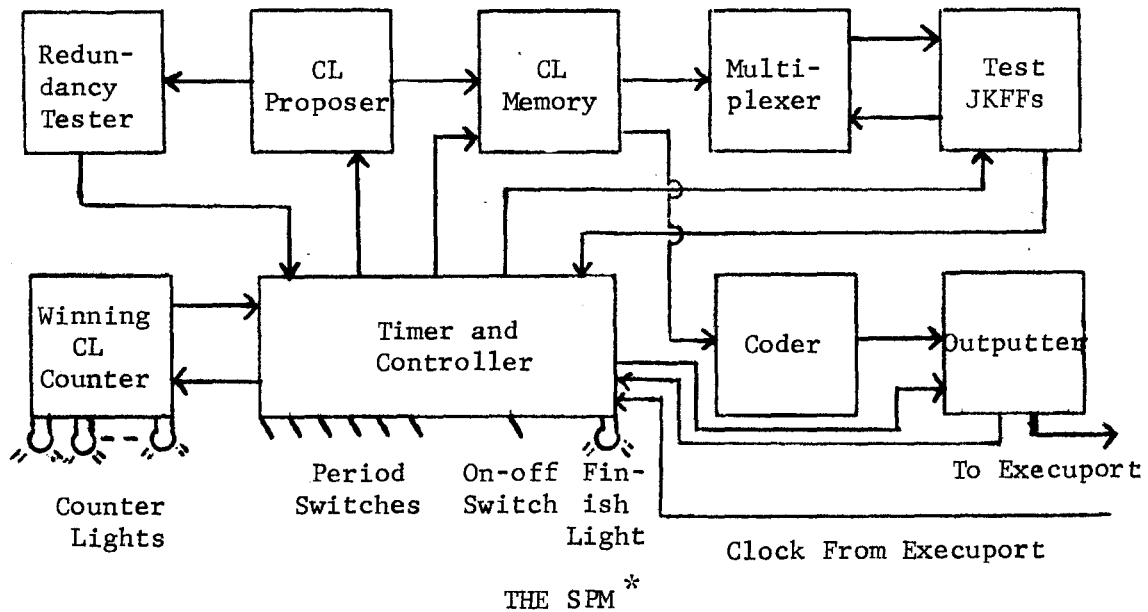 Redun-
dancy
Tester
CL
Proposer
CL
Memory
Multi-
plexer
Test
JKFFs
Winning
CL
Counter
Timer and
Controller
Coder
Outputter
Counter
Lights
Period
Switches
On-off
Switch
Fin-
ish
Light
To Execuport
Clock From Execuport
THE SPM*